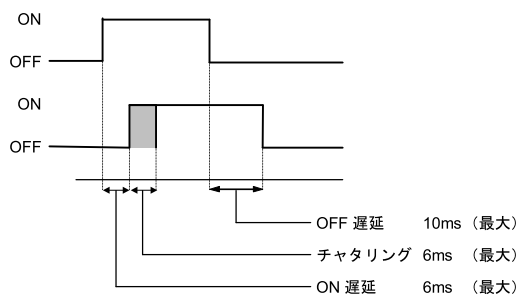 ON
OFF
ON
OFF
OFF 遅延 10ms （最大）
チャタリング 6ms （最大）
ON 遅延 6ms （最大）